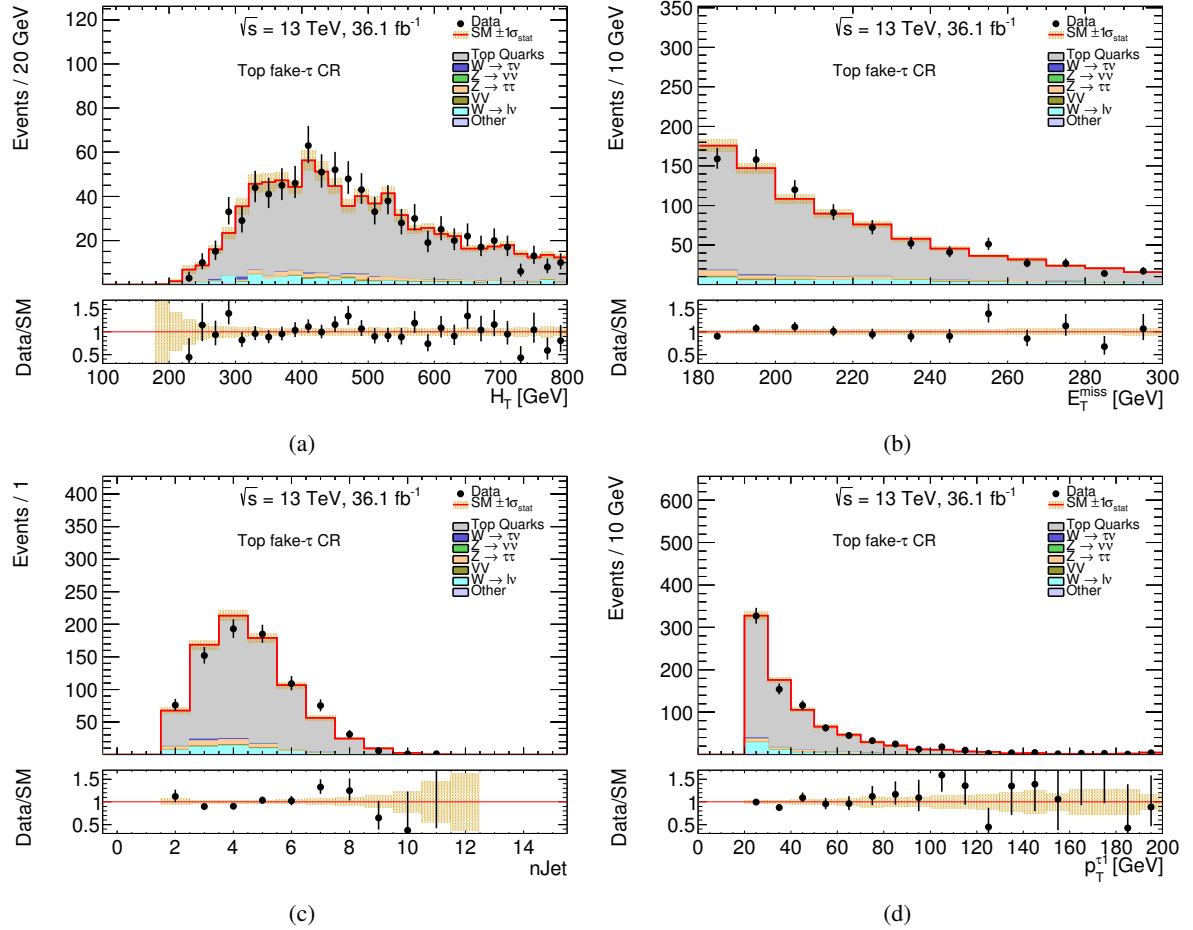 Events / 20 GeV
120
100
80
60
40
20
√s = 13 TeV, 36.1 fb⁻¹
Top fake-τ CR
Data
SM ±1σstat
Top Quarks
W → τν
Z → νν
Z → ττ
VV
W → lν
Other
Data/SM
1.5
1
0.5
100 200 300 400 500 600 700 800
H_T [GeV]
(a)
Events / 10 GeV
350
300
250
200
150
100
50
√s = 13 TeV, 36.1 fb⁻¹
Top fake-τ CR
Data
SM ±1σstat
Top Quarks
W → τν
Z → νν
Z → ττ
VV
W → lν
Other
Data/SM
1.5
1
0.5
180 200 220 240 260 280 300
E_T^miss [GeV]
(b)
Events / 1
400
350
300
250
200
150
100
50
√s = 13 TeV, 36.1 fb⁻¹
Top fake-τ CR
Data
SM ±1σstat
Top Quarks
W → τν
Z → νν
Z → ττ
VV
W → lν
Other
Data/SM
1.5
1
0.5
0 2 4 6 8 10 12 14
nJet
(c)
Events / 10 GeV
600
500
400
300
200
100
√s = 13 TeV, 36.1 fb⁻¹
Top fake-τ CR
Data
SM ±1σstat
Top Quarks
W → τν
Z → νν
Z → ττ
VV
W → lν
Other
Data/SM
1.5
1
0.5
0 20 40 60 80 100 120 140 160 180 200
p_T^τ1 [GeV]
(d)